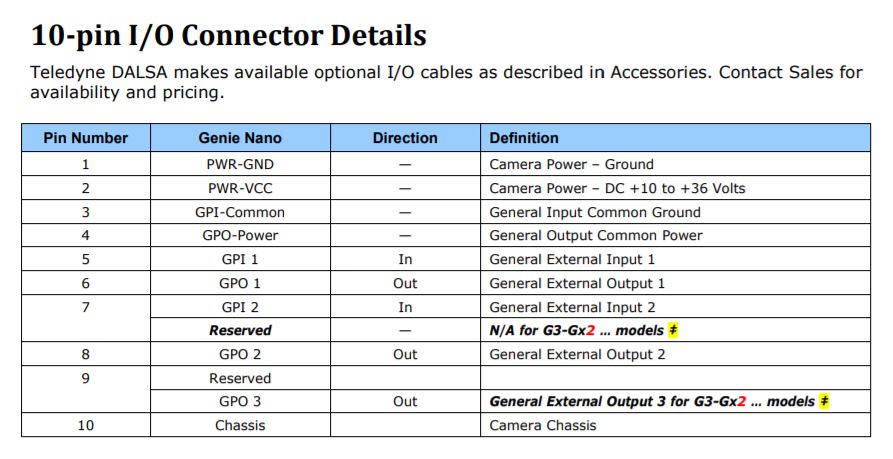 10-pin I/O Connector Details
Teledyne DALSA makes available optional I/O cables as described in Accessories. Contact Sales for
availability and pricing.
Pin Number Genie Nano Direction Definition
1 PWR-GND — Camera Power – Ground
2 PWR-VCC — Camera Power – DC +10 to +36 Volts
3 GPI-Common — General Input Common Ground
4 GPO-Power — General Output Common Power
5 GPI 1 In General External Input 1
6 GPO 1 Out General External Output 1
7 GPI 2 In General External Input 2
Reserved — N/A for G3-Gx2 … models ‡
8 GPO 2 Out General External Output 2
9 Reserved
GPO 3 Out General External Output 3 for G3-Gx2 … models ‡
10 Chassis Camera Chassis